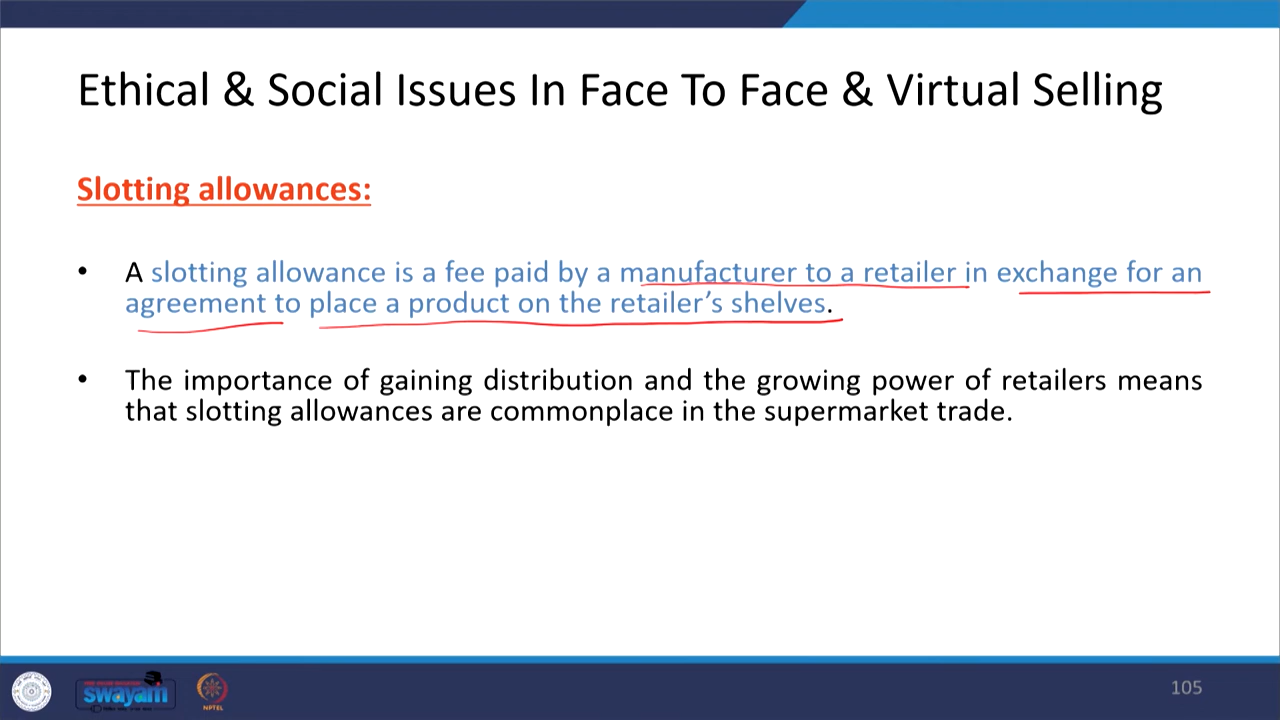 Ethical & Social Issues In Face To Face & Virtual Selling
Slotting allowances:
• A slotting allowance is a fee paid by a manufacturer to a retailer in exchange for an
agreement to place a product on the retailer’s shelves.
• The importance of gaining distribution and the growing power of retailers means
that slotting allowances are commonplace in the supermarket trade.
swayam
NPTEL
105